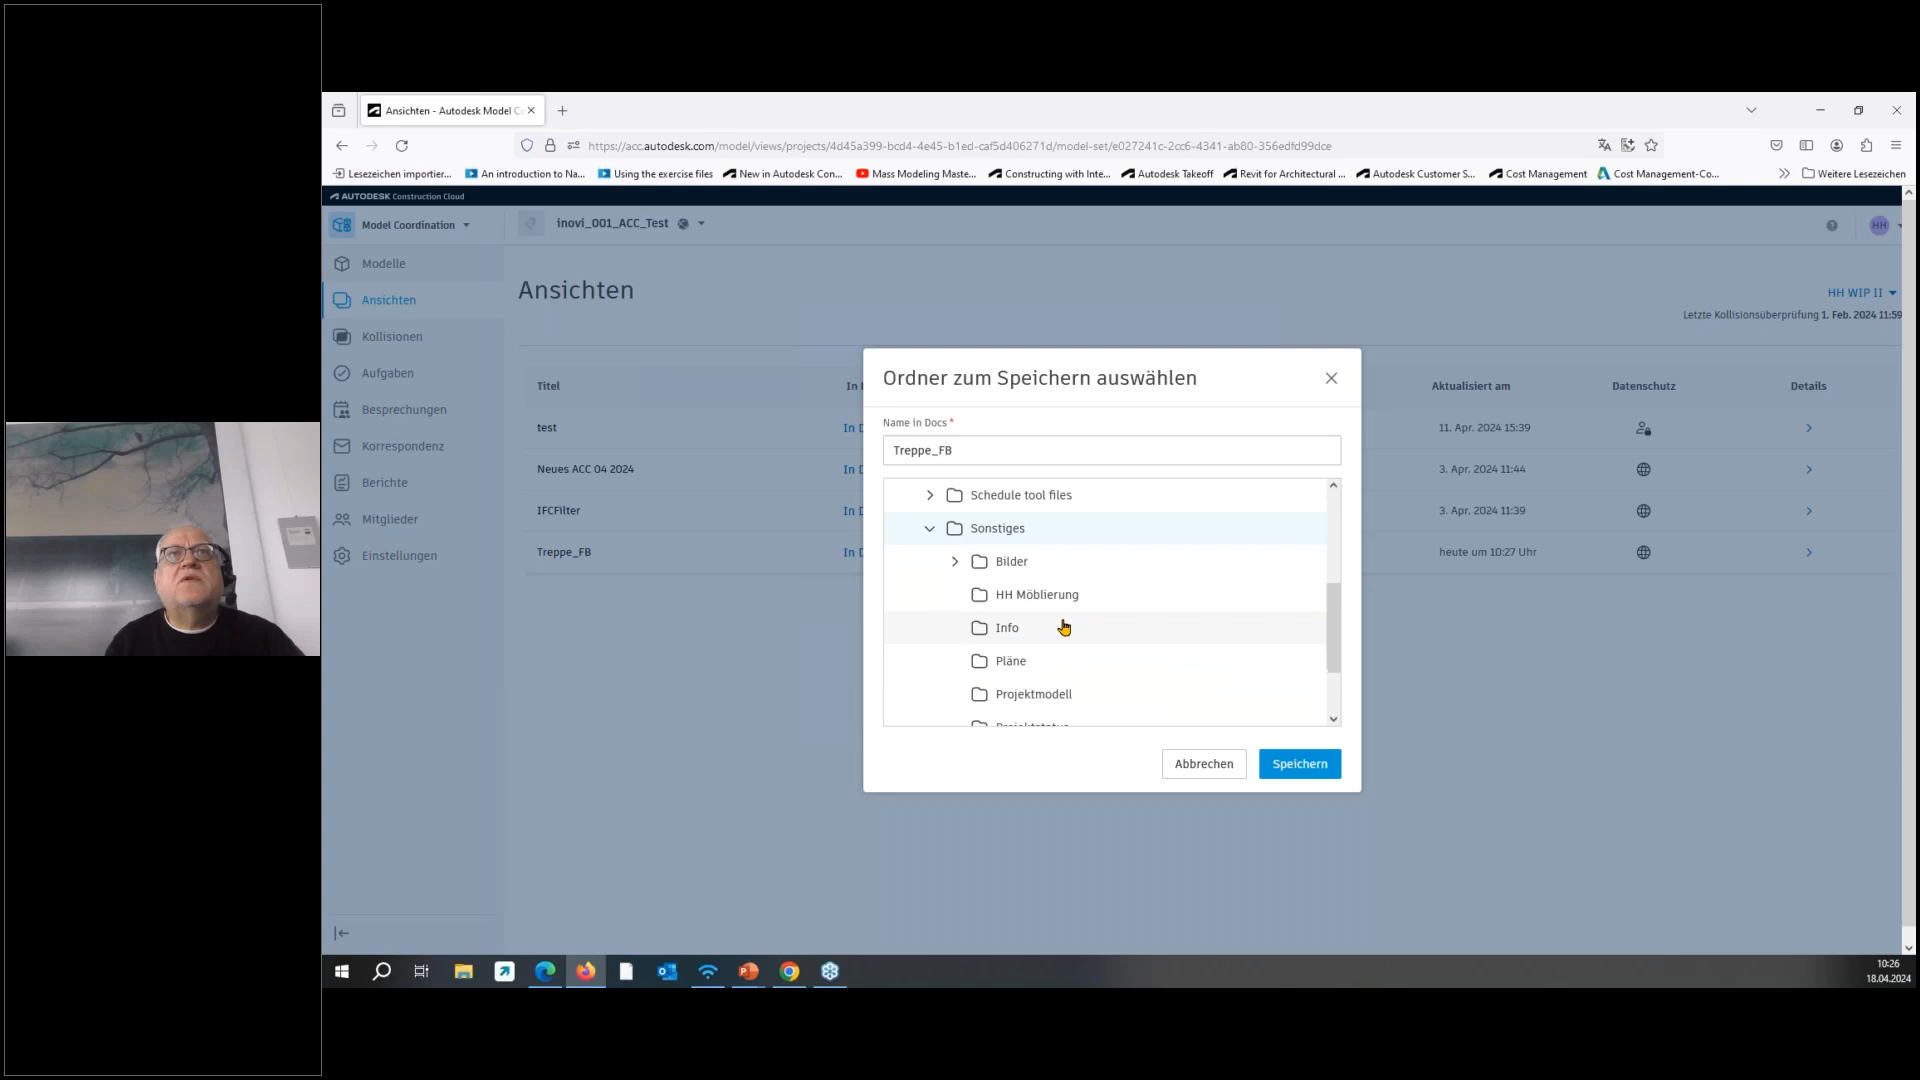 Ansichten - Autodesk Model C
https://acc.autodesk.com/model/views/projects/4d45a399-bcd4-4e45-b1ed-caf5d406271d/model-set/e027241c-2cc6-4341-ab80-356edfd99dce
Lesezeichen importier... An introduction to Na... Using the exercise files New in Autodesk Con... Mass Modeling Maste... Constructing with Inte... Autodesk Takeoff Revit for Architectural ... Autodesk Customer S... Cost Management Cost Management-Co... Weitere Lesezeichen
AUTODESK Construction Cloud
Model Coordination inovi_001_ACC_Test HH
Modelle
Ansichten
Kollisionen
Aufgaben
Besprechungen
Korrespondenz
Berichte
Mitglieder
Einstellungen
Ansichten
HH WIP II
Letzte Kollisionsüberprüfung 1. Feb. 2024 11:59
Titel In Aktualisiert am Datenschutz Details
test In D 11. Apr. 2024 15:39
Neues ACC 04 2024 In D 3. Apr. 2024 11:44
IFCFilter In D 3. Apr. 2024 11:39
Treppe_FB In D heute um 10:27 Uhr
Ordner zum Speichern auswählen
Name in Docs *
Treppe_FB
Schedule tool files
Sonstiges
Bilder
HH Möblierung
Info
Pläne
Projektmodell
Projektstatus
Abbrechen Speichern
10:26
18.04.2024